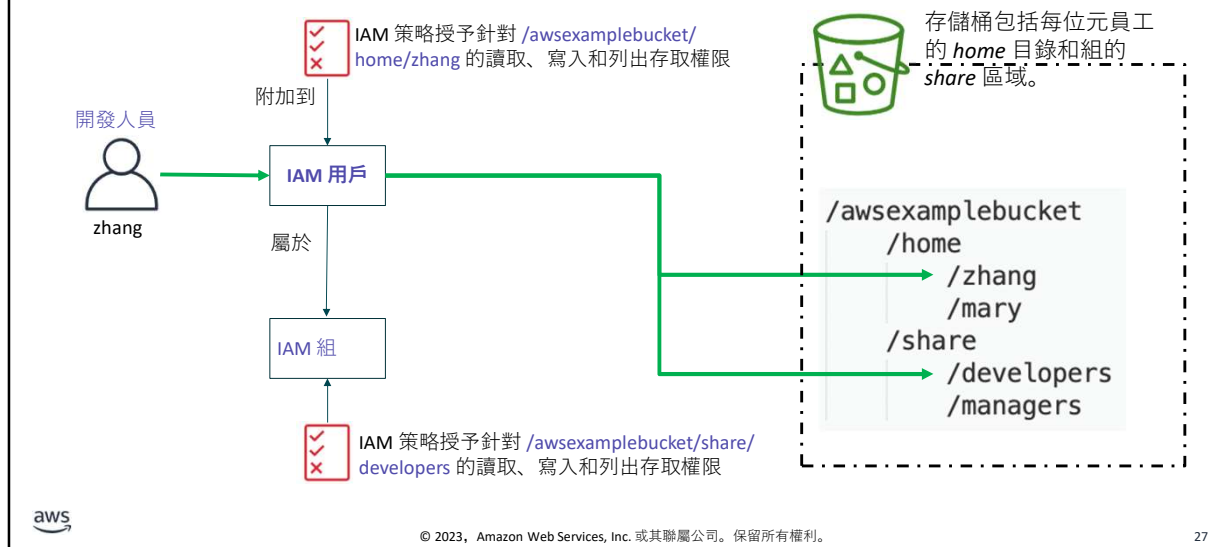 IAM 策略授予針對 /awsexamplebucket/
home/zhang 的讀取、寫入和列出存取權限
存儲桶包括每位元員工
的 home 目錄和組的
share 區域。
附加到
開發人員
IAM 用戶
zhang
屬於
/awsexamplebucket
/home
/zhang
/mary
/share
/developers
/managers
IAM 組
IAM 策略授予針對 /awsexamplebucket/share/
developers 的讀取、寫入和列出存取權限
aws
© 2023，Amazon Web Services, Inc. 或其聯屬公司。保留所有權利。
27